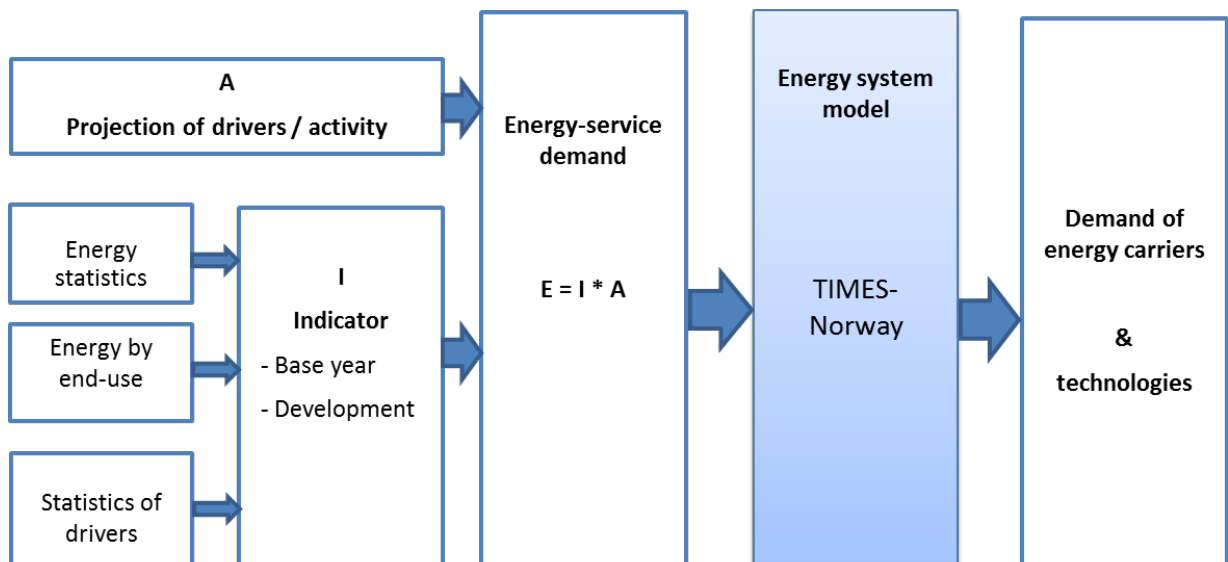 A
Projection of drivers / activity
Energy
statistics
Energy by
end-use
Statistics of
drivers
I
Indicator
- Base year
- Development
Energy-service
demand
E = I * A
Energy system
model
TIMES-
Norway
Demand of
energy carriers
&
technologies